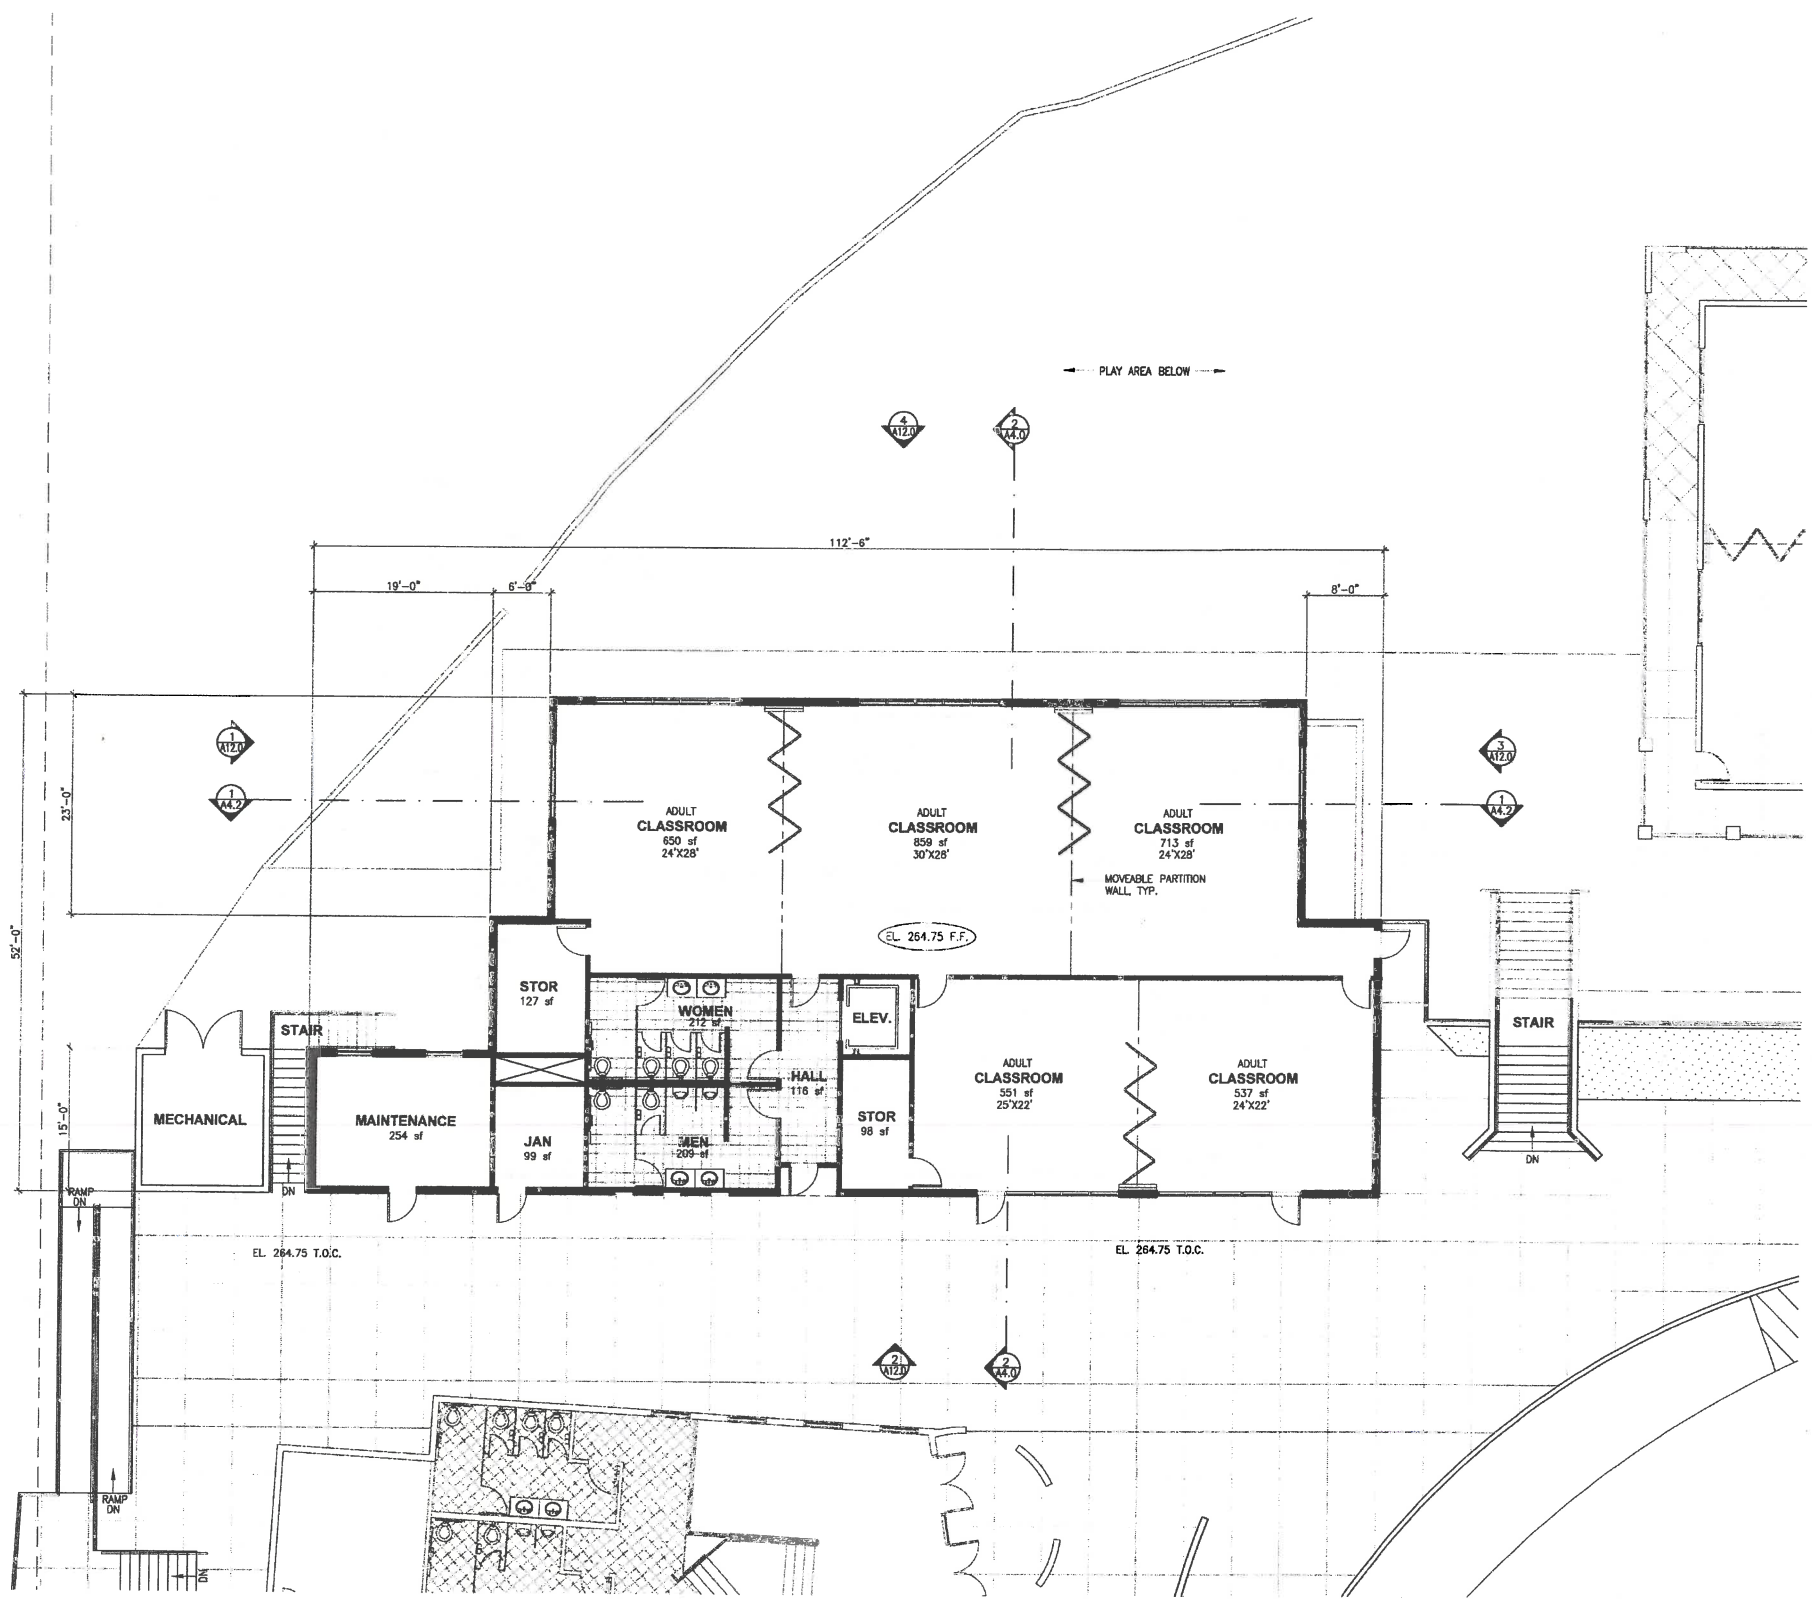 PLAY AREA BELOW
4
A12.0
2
A4.0
112'-6"
19'-0"
6'-0"
8'-0"
1
A12.0
3
A12.0
1
A4.2
1
A4.2
23'-0"
52'-0"
15'-0"
ADULT
CLASSROOM
650 sf
24'X28'
ADULT
CLASSROOM
859 sf
30'X28'
ADULT
CLASSROOM
713 sf
24'X28'
MOVEABLE PARTITION
WALL, TYP.
EL. 264.75 F.F.
STOR
127 sf
WOMEN
212 sf
ELEV.
STAIR
STAIR
HALL
116 sf
ADULT
CLASSROOM
551 sf
25'X22'
ADULT
CLASSROOM
537 sf
24'X22'
MECHANICAL
MAINTENANCE
254 sf
JAN
99 sf
MEN
209 sf
STOR
98 sf
DN
DN
RAMP
DN
EL. 264.75 T.O.C.
EL. 264.75 T.O.C.
2
A12.0
2
A4.0
RAMP
DN
DN